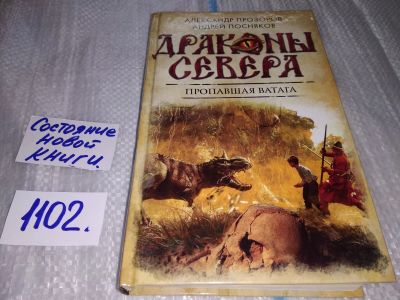 АЛЕКСАНДР ПРОЗОРОВ
АНДРЕЙ ПОСНЯКОВ
ДРАКОНЫ
СЕВЕРА
ПРОПАВШАЯ ВАТАГА
Состояние
новой
книги.
1102.